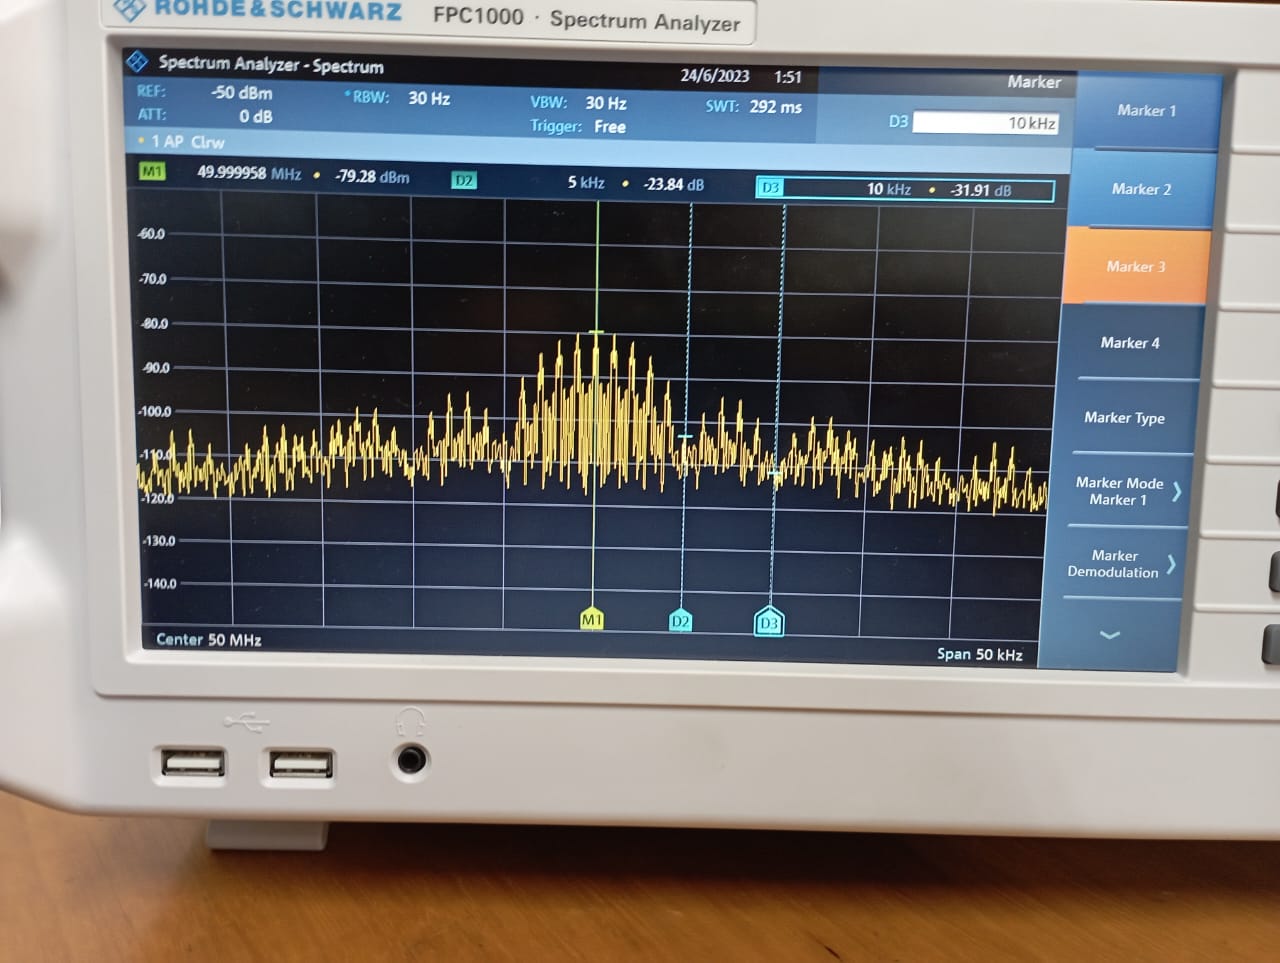 ROHDE & SCHWARZ FPC1000 · Spectrum Analyzer
Spectrum Analyzer - Spectrum 24/6/2023 1:51 Marker
REF: -50 dBm *RBW: 30 Hz VBW: 30 Hz SWT: 292 ms
ATT: 0 dB Trigger: Free D3 10 kHz
1 AP Clrw
M1 49.999958 MHz • -79.28 dBm D2 5 kHz • -23.84 dB D3 10 kHz • -31.91 dB
-60.0
-70.0
-80.0
-90.0
-100.0
-110.0
-120.0
-130.0
-140.0
M1 D2 D3
Center 50 MHz Span 50 kHz
Marker 1
Marker 2
Marker 3
Marker 4
Marker Type
Marker Mode
Marker 1
Marker
Demodulation